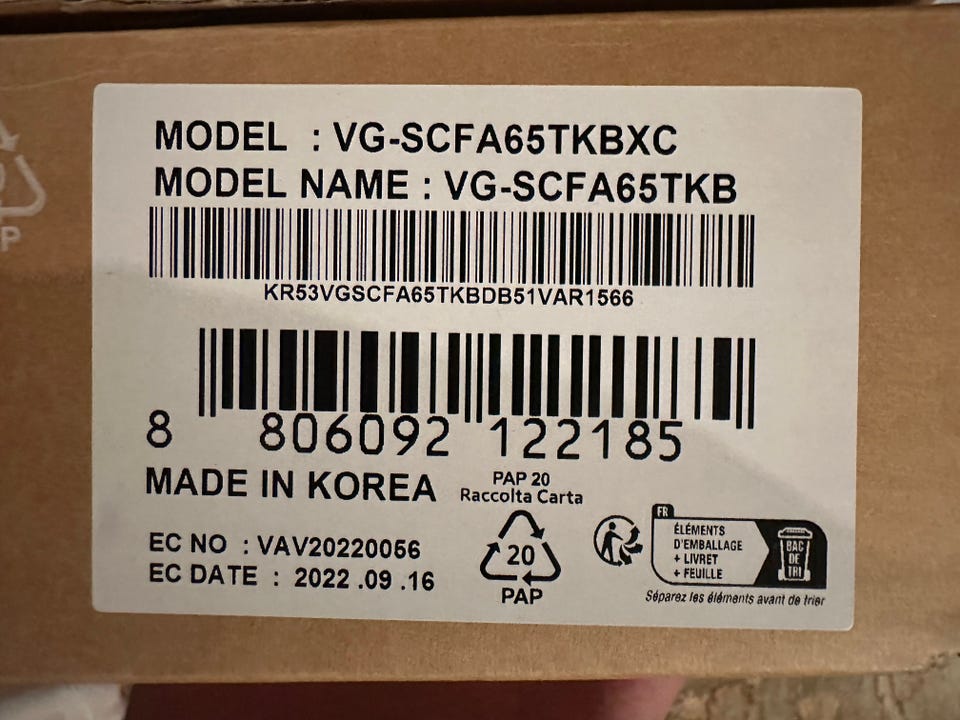 MODEL : VG-SCFA65TKBXC
MODEL NAME : VG-SCFA65TKB
KR53VGSCFA65TKBDB51VAR1566
8 806092 122185
MADE IN KOREA
PAP 20
Raccolta Carta
EC NO : VAV20220056
EC DATE : 2022 .09 .16
20
PAP
FR
ÉLÉMENTS
D'EMBALLAGE
+ LIVRET
+ FEUILLE
BAC
DE
TRI
Séparez les éléments avant de trier